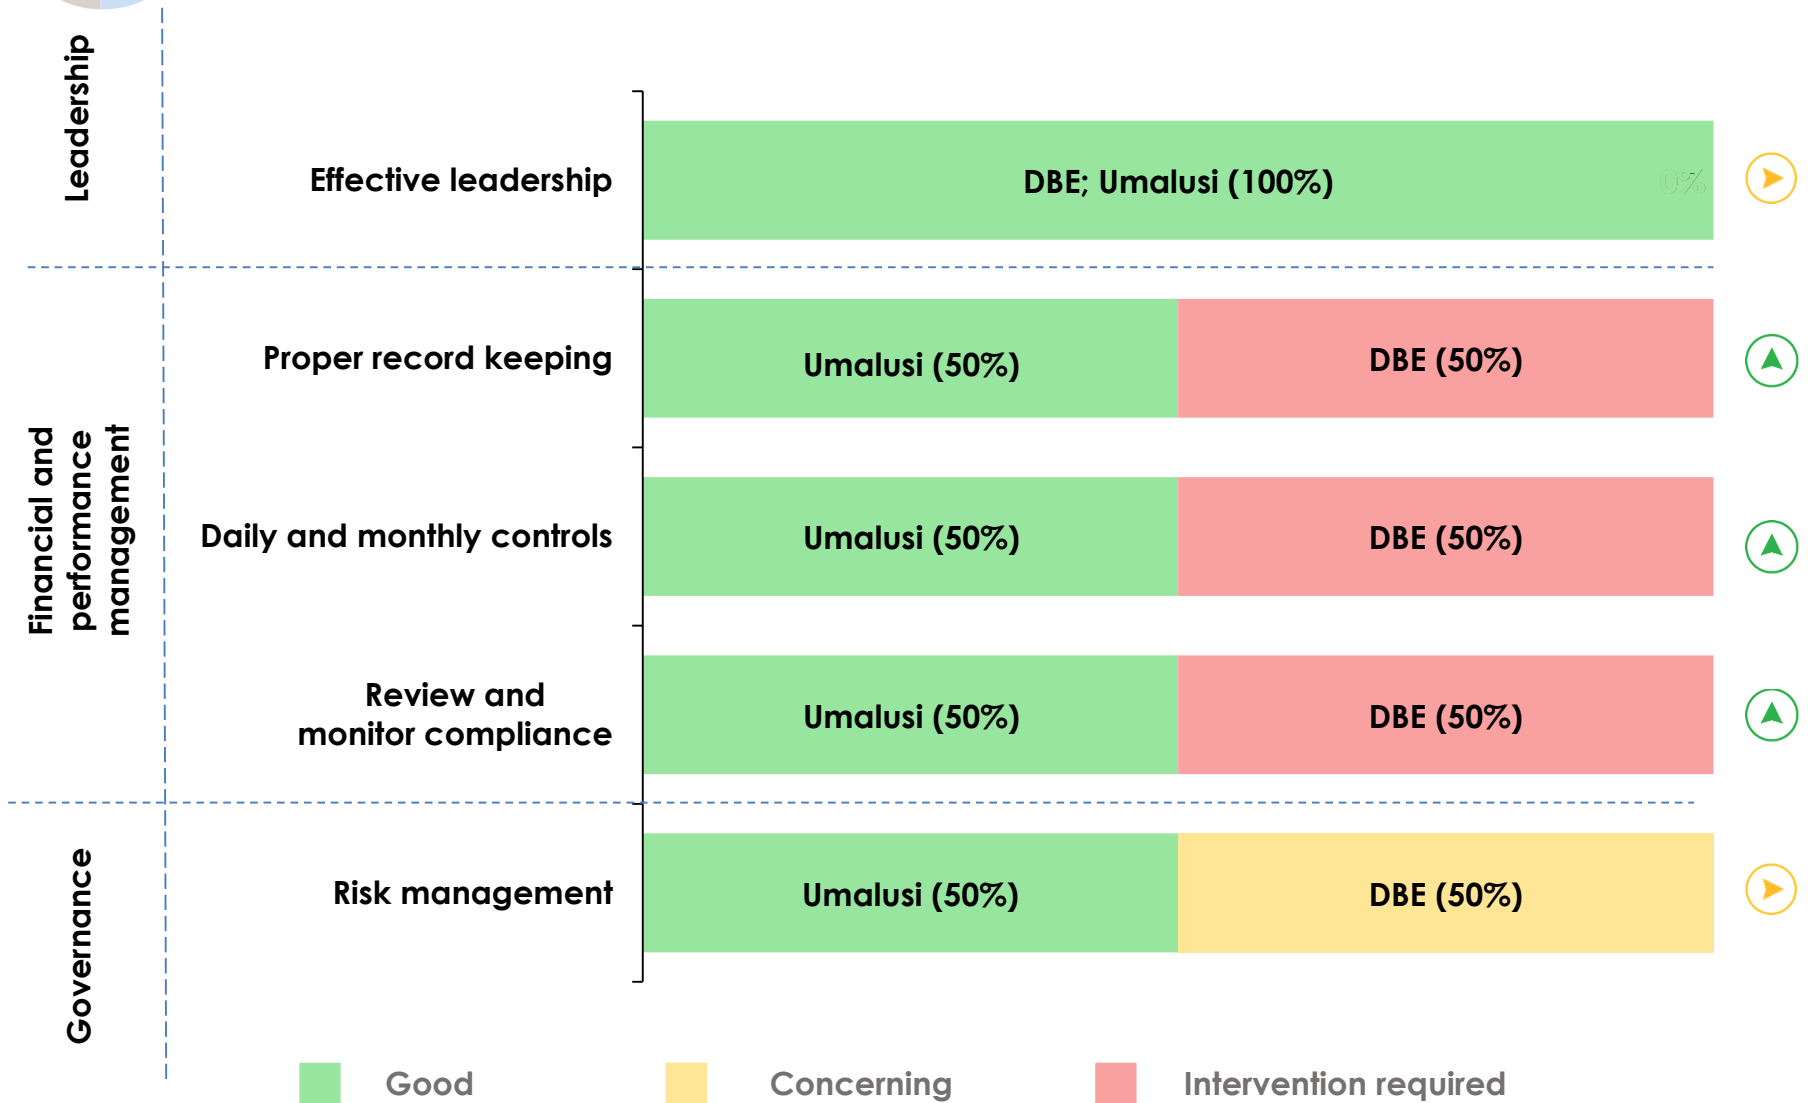 Leadership
Effective leadership
DBE; Umalusi (100%)
0%
Financial and
performance
management
Proper record keeping
Umalusi (50%)
DBE (50%)
Daily and monthly controls
Umalusi (50%)
DBE (50%)
Review and
monitor compliance
Umalusi (50%)
DBE (50%)
Governance
Risk management
Umalusi (50%)
DBE (50%)
Good
Concerning
Intervention required